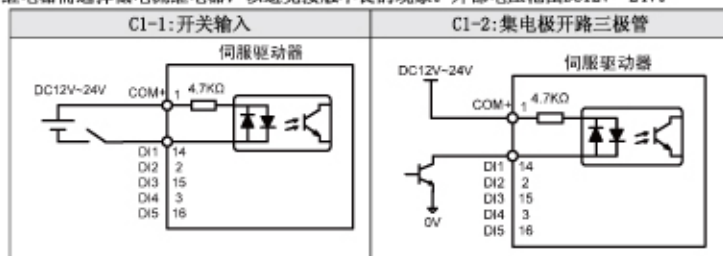 C1-1:开关输入
C1-2:集电极开路三极管
伺服驱动器
DC12V~24V
COM+ 1 4.7KΩ
DI1 14
DI2 2
DI3 15
DI4 3
DI5 16
伺服驱动器
DC12V~24V
COM+ 1 4.7KΩ
DI1 14
DI2 2
DI3 15
DI4 3
DI5 16
0V